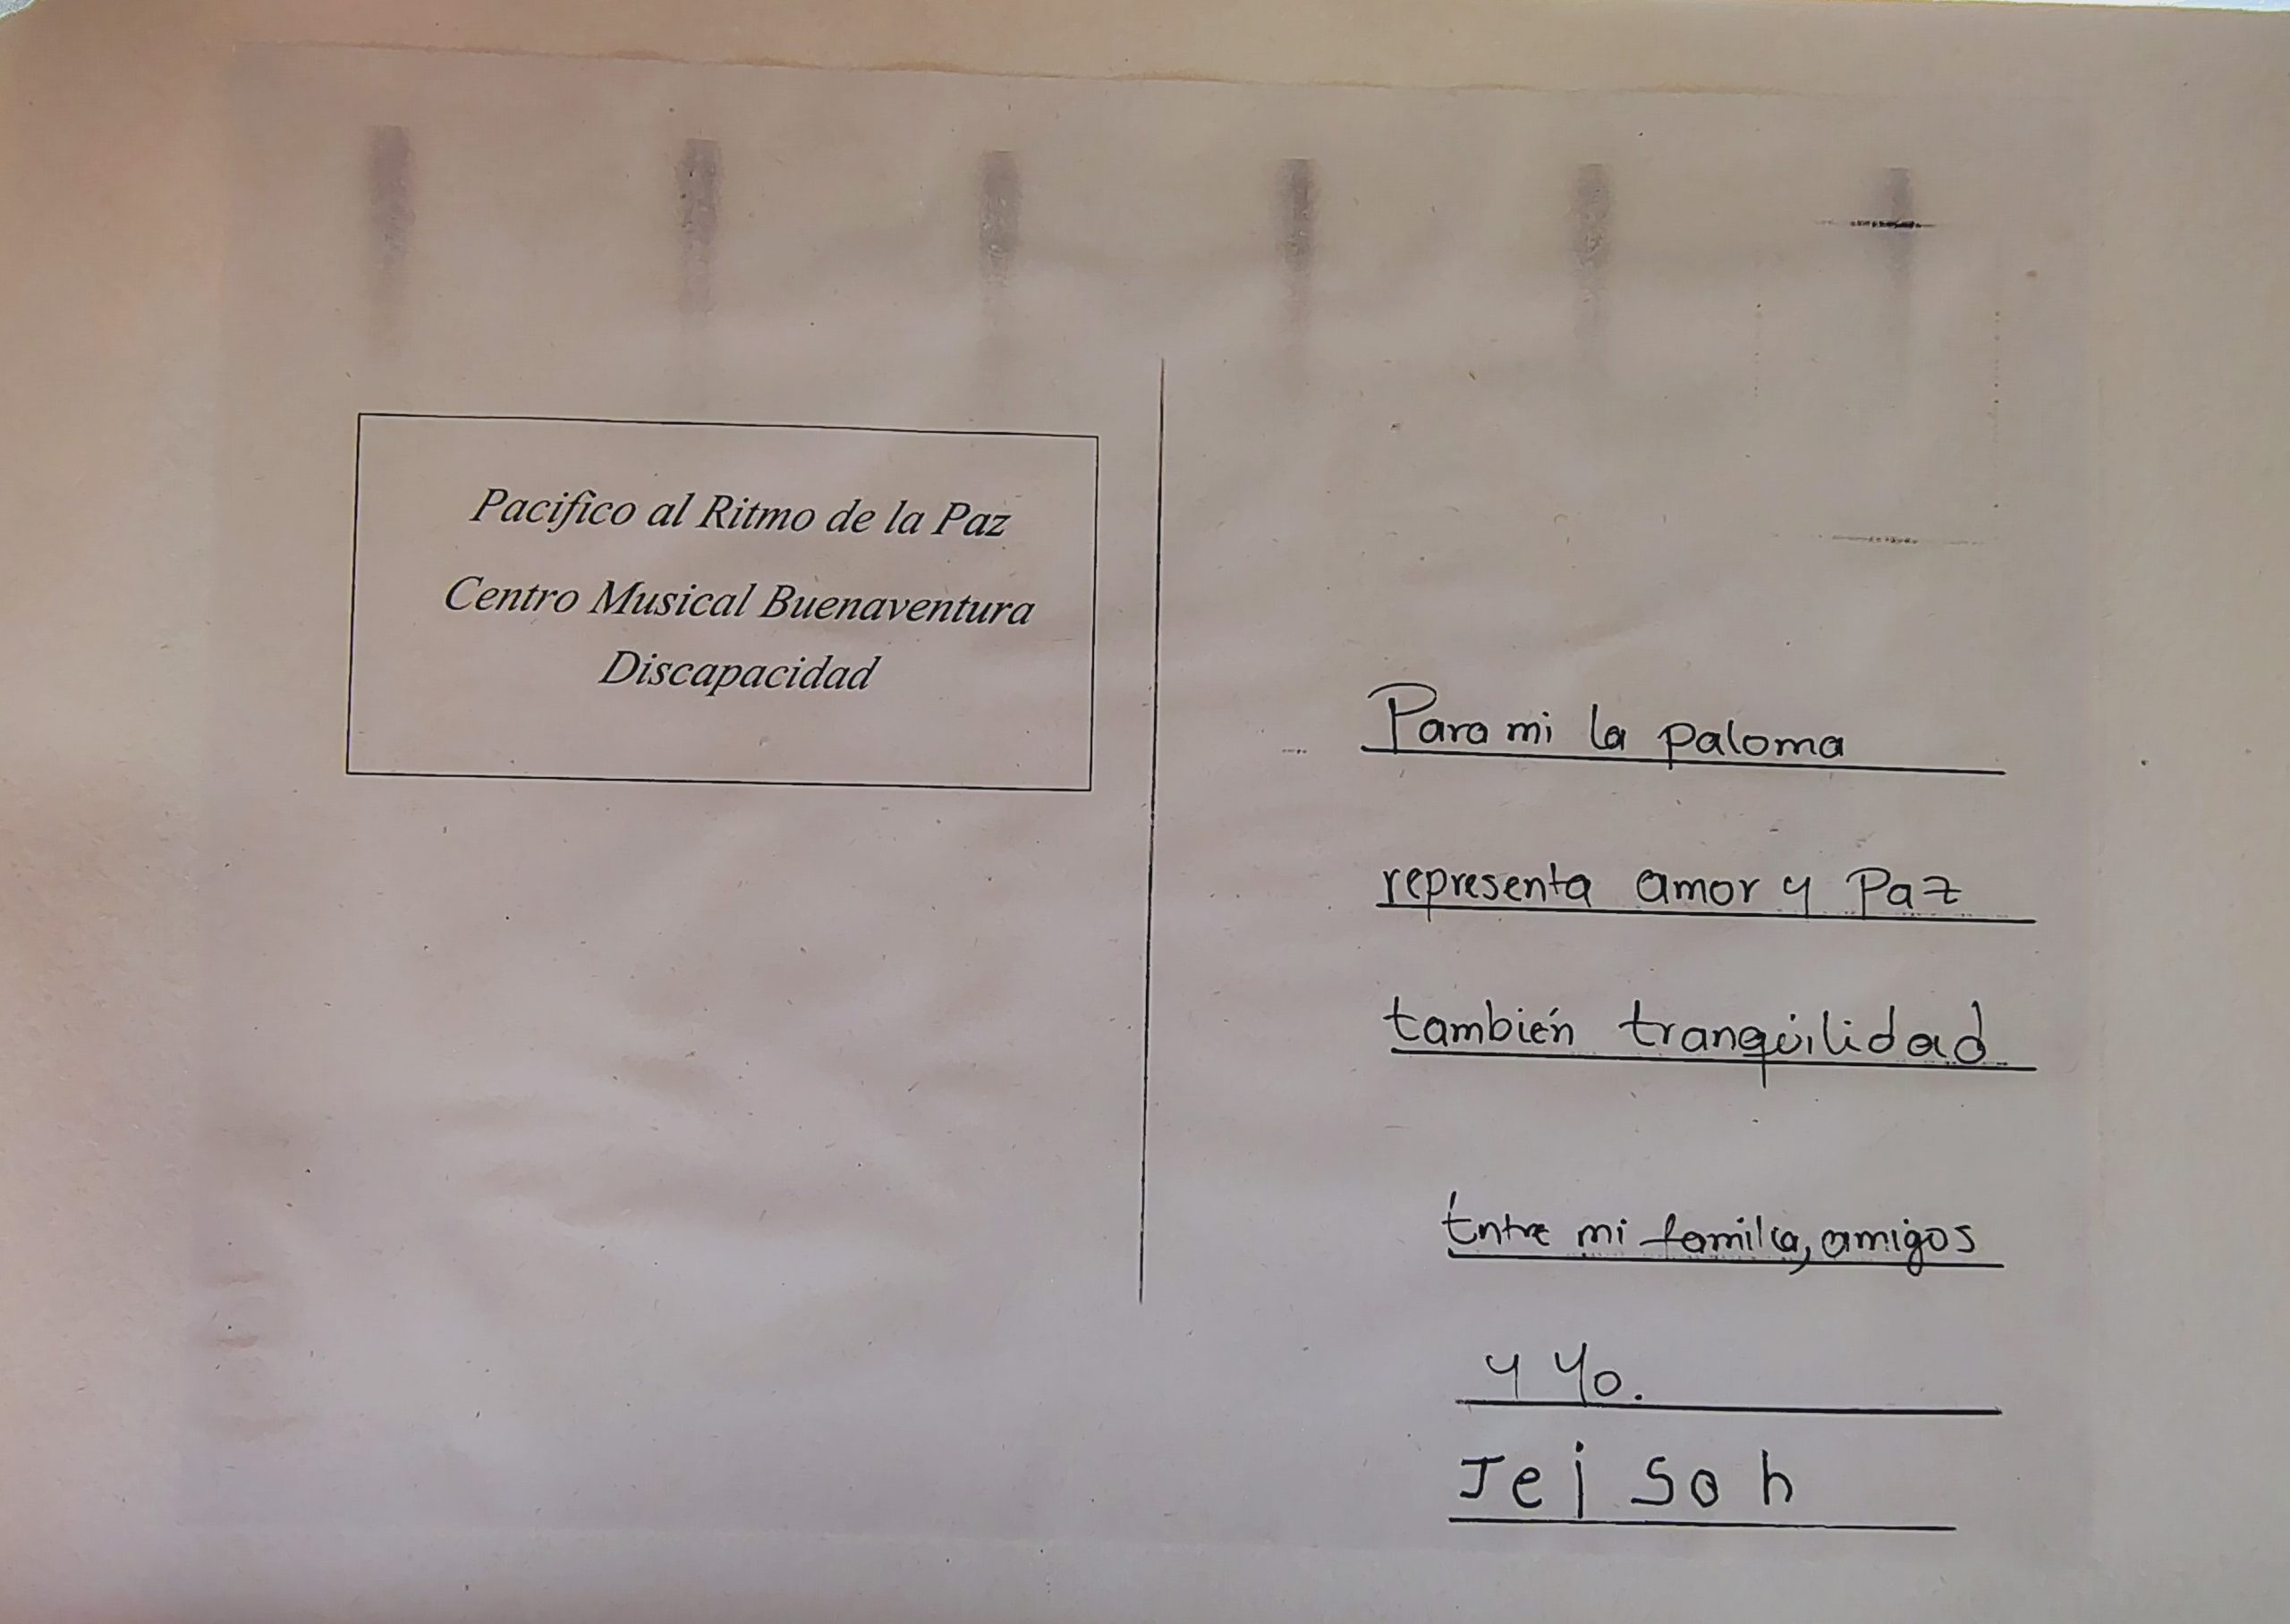 Pacifico al Ritmo de la Paz
Centro Musical Buenaventura
Discapacidad
Para mi la paloma
representa amor y Paz
también tranqüilidad
Entre mi familia, amigos
y yo.
Jejsoh